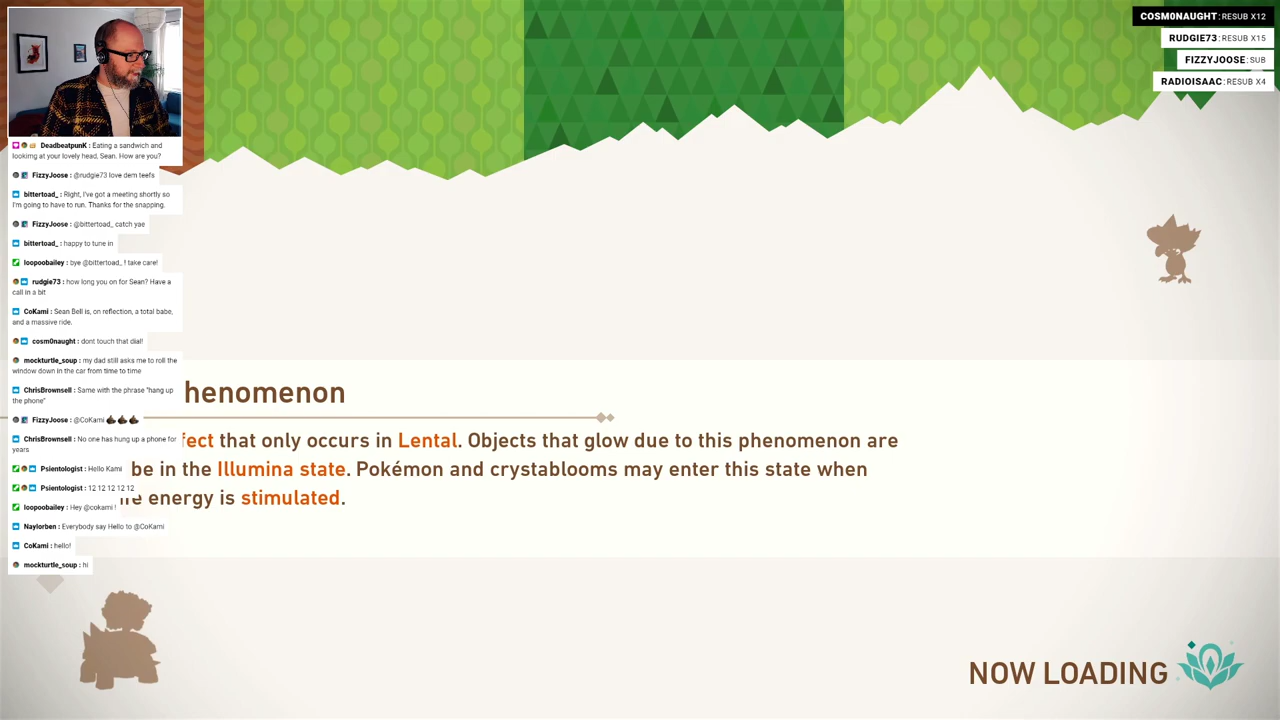 COSM0NAUGHT: RESUB X12
RUDGIE73: RESUB X15
FIZZYJOOSE: SUB
RADIOISAAC: RESUB X4
DeadbeatpunK : Eating a sandwich and
looking at your lovely head, Sean. How are you?
FizzyJoose : @rudgie73 love dem teefs
bittertoad_ : Right, I've got a meeting shortly so
I'm going to have to run. Thanks for the snapping.
FizzyJoose : @bittertoad_ catch yae
bittertoad_ : happy to tune in
loopoobailey : bye @bittertoad_ ! take care!
rudgie73 : how long you on for Sean? Have a
call in a bit
CoKami : Sean Bell is, on reflection, a total babe,
and a massive ride.
cosm0naught : dont touch that dial!
mockturtle_soup : my dad still asks me to roll the
window down in the car from time to time
ChrisBrownsell : Same with the phrase "hang up
the phone"
FizzyJoose : @CoKami
ChrisBrownsell : No one has hung up a phone for
years
Psientologist : Hello Kami
Psientologist : 12 12 12 12 12
loopoobailey : Hey @cokami !
Naylorben : Everybody say Hello to @CoKami
CoKami : hello!
mockturtle_soup : hi
henomenon
fect that only occurs in Lental. Objects that glow due to this phenomenon are
be in the Illumina state. Pokémon and crystablooms may enter this state when
energy is stimulated.
NOW LOADING